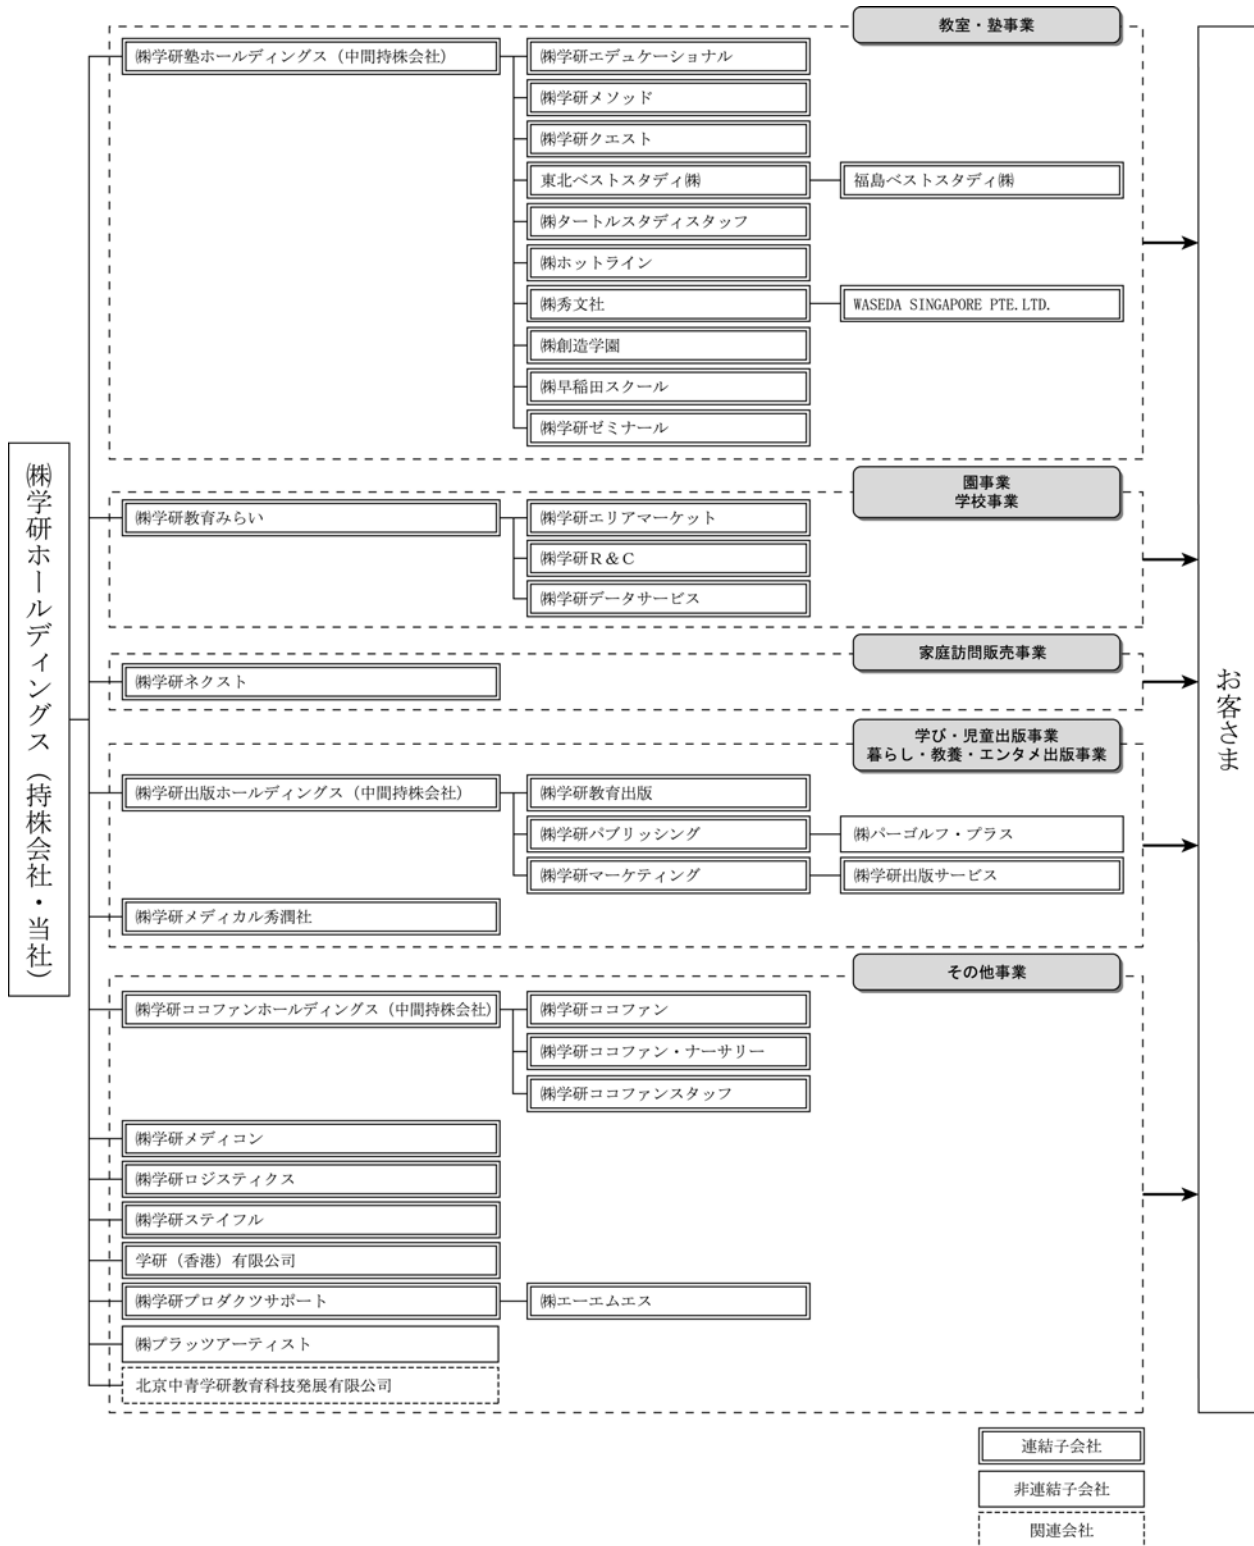 ㈱学研ホールディングス（持株会社・当社）
教室・塾事業
㈱学研塾ホールディングス（中間持株会社）
㈱学研エデュケーショナル
㈱学研メソッド
㈱学研クエスト
東北ベストスタディ㈱
福島ベストスタディ㈱
㈱タートルスタディスタッフ
㈱ホットライン
㈱秀文社
WASEDA SINGAPORE PTE.LTD.
㈱創造学園
㈱早稲田スクール
㈱学研ゼミナール
園事業
学校事業
㈱学研教育みらい
㈱学研エリアマーケット
㈱学研Ｒ＆Ｃ
㈱学研データサービス
家庭訪問販売事業
㈱学研ネクスト
学び・児童出版事業
暮らし・教養・エンタメ出版事業
㈱学研出版ホールディングス（中間持株会社）
㈱学研教育出版
㈱学研パブリッシング
㈱パーゴルフ・プラス
㈱学研マーケティング
㈱学研出版サービス
㈱学研メディカル秀潤社
その他事業
㈱学研ココファンホールディングス（中間持株会社）
㈱学研ココファン
㈱学研ココファン・ナーサリー
㈱学研ココファンスタッフ
㈱学研メディコン
㈱学研ロジスティクス
㈱学研ステイフル
学研（香港）有限公司
㈱学研プロダクツサポート
㈱エーエムエス
㈱プラッツアーティスト
北京中青学研教育科技発展有限公司
お客さま
連結子会社
非連結子会社
関連会社